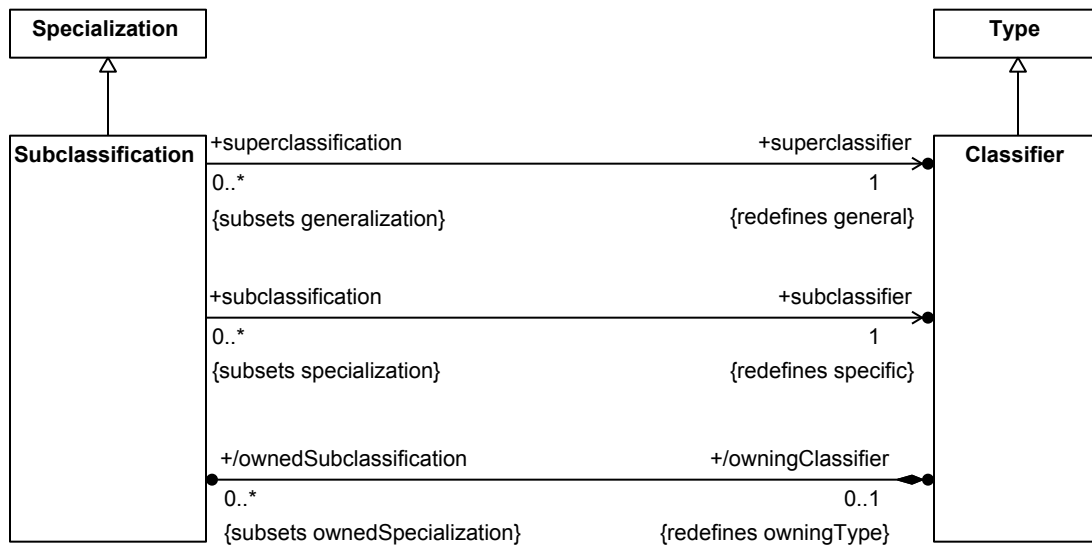 Specialization
Type
Subclassification
+superclassification
+superclassifier
Classifier
0..*
1
{subsets generalization}
{redefines general}
+subclassification
+subclassifier
0..*
1
{subsets specialization}
{redefines specific}
+/ownedSubclassification
+/owningClassifier
0..*
0..1
{subsets ownedSpecialization}
{redefines owningType}